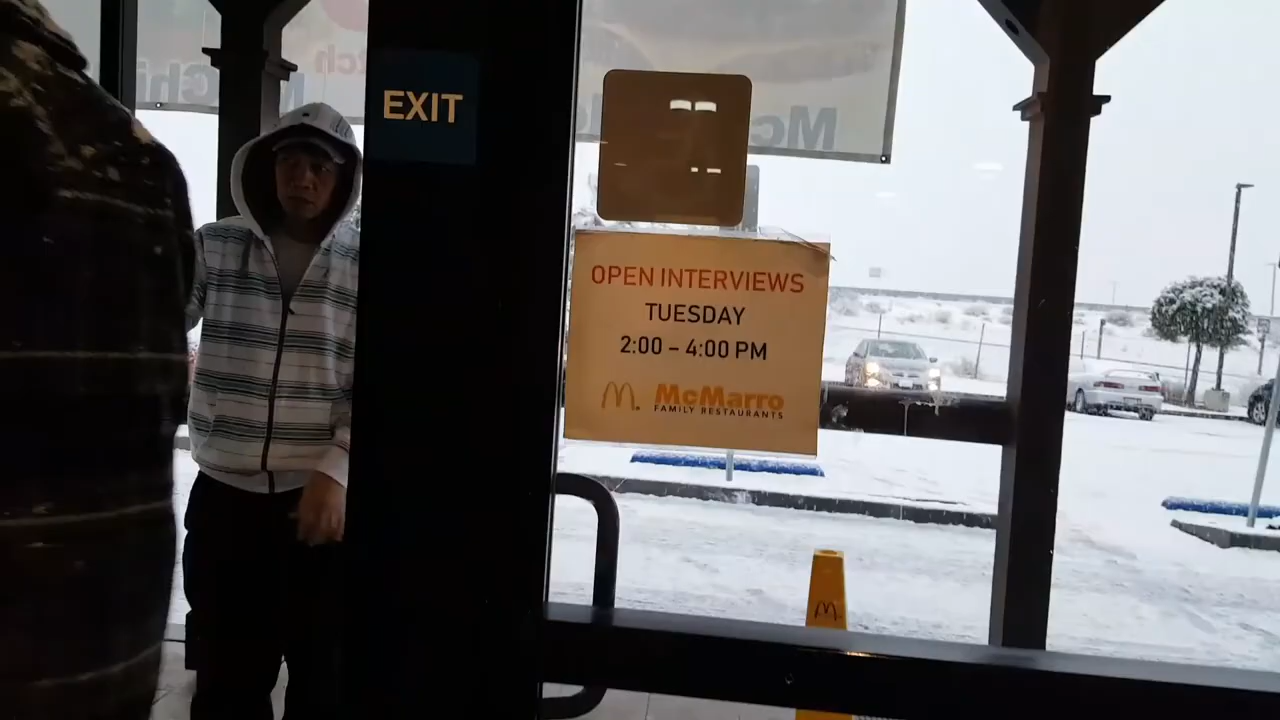 EXIT
OPEN INTERVIEWS
TUESDAY
2:00 – 4:00 PM
McMarro
FAMILY RESTAURANTS